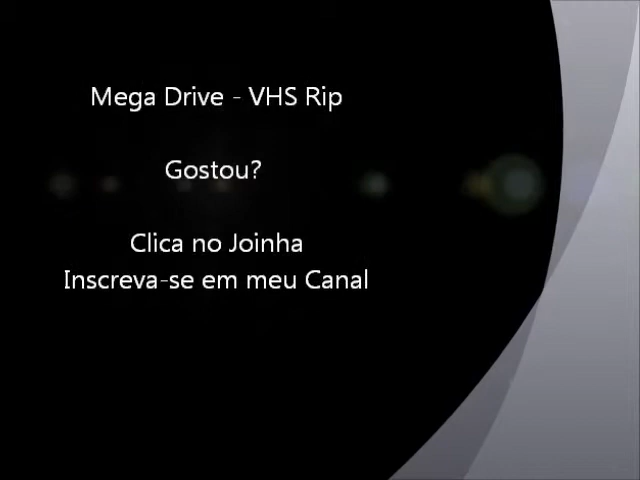 Mega Drive - VHS Rip
Gostou?
Clica no Joinha
Inscreva-se em meu Canal